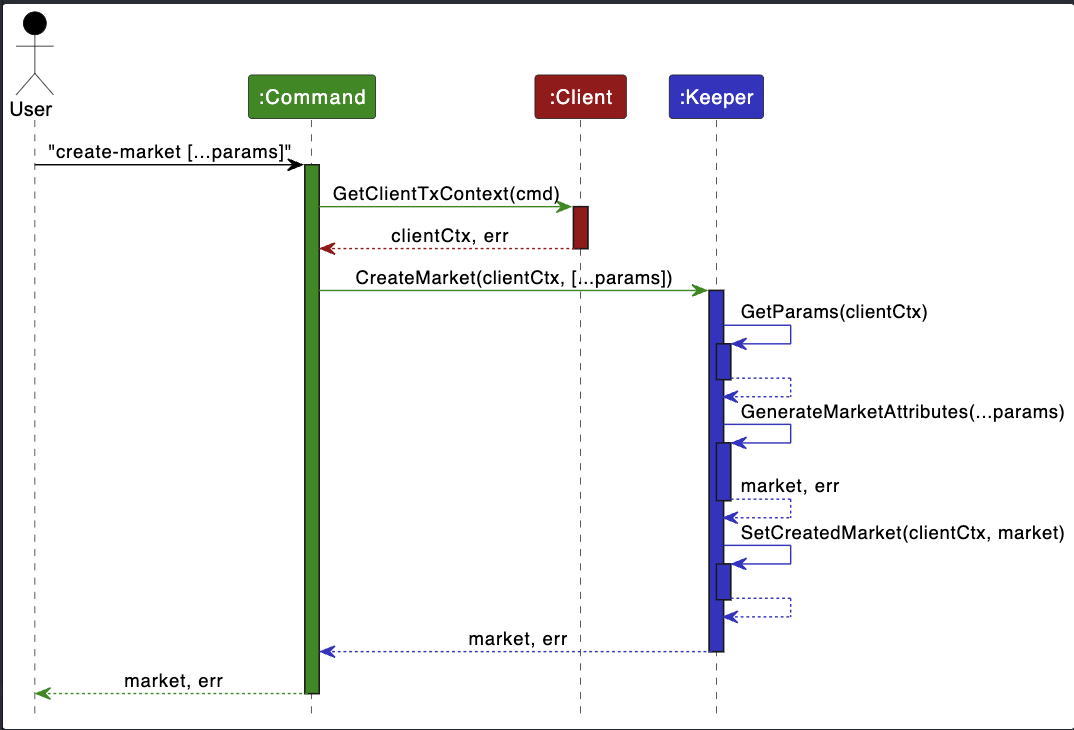 User
:Command
:Client
:Keeper
"create-market [...params]"
GetClientTxContext(cmd)
clientCtx, err
CreateMarket(clientCtx, [...params])
GetParams(clientCtx)
GenerateMarketAttributes(...params)
market, err
SetCreatedMarket(clientCtx, market)
market, err
market, err